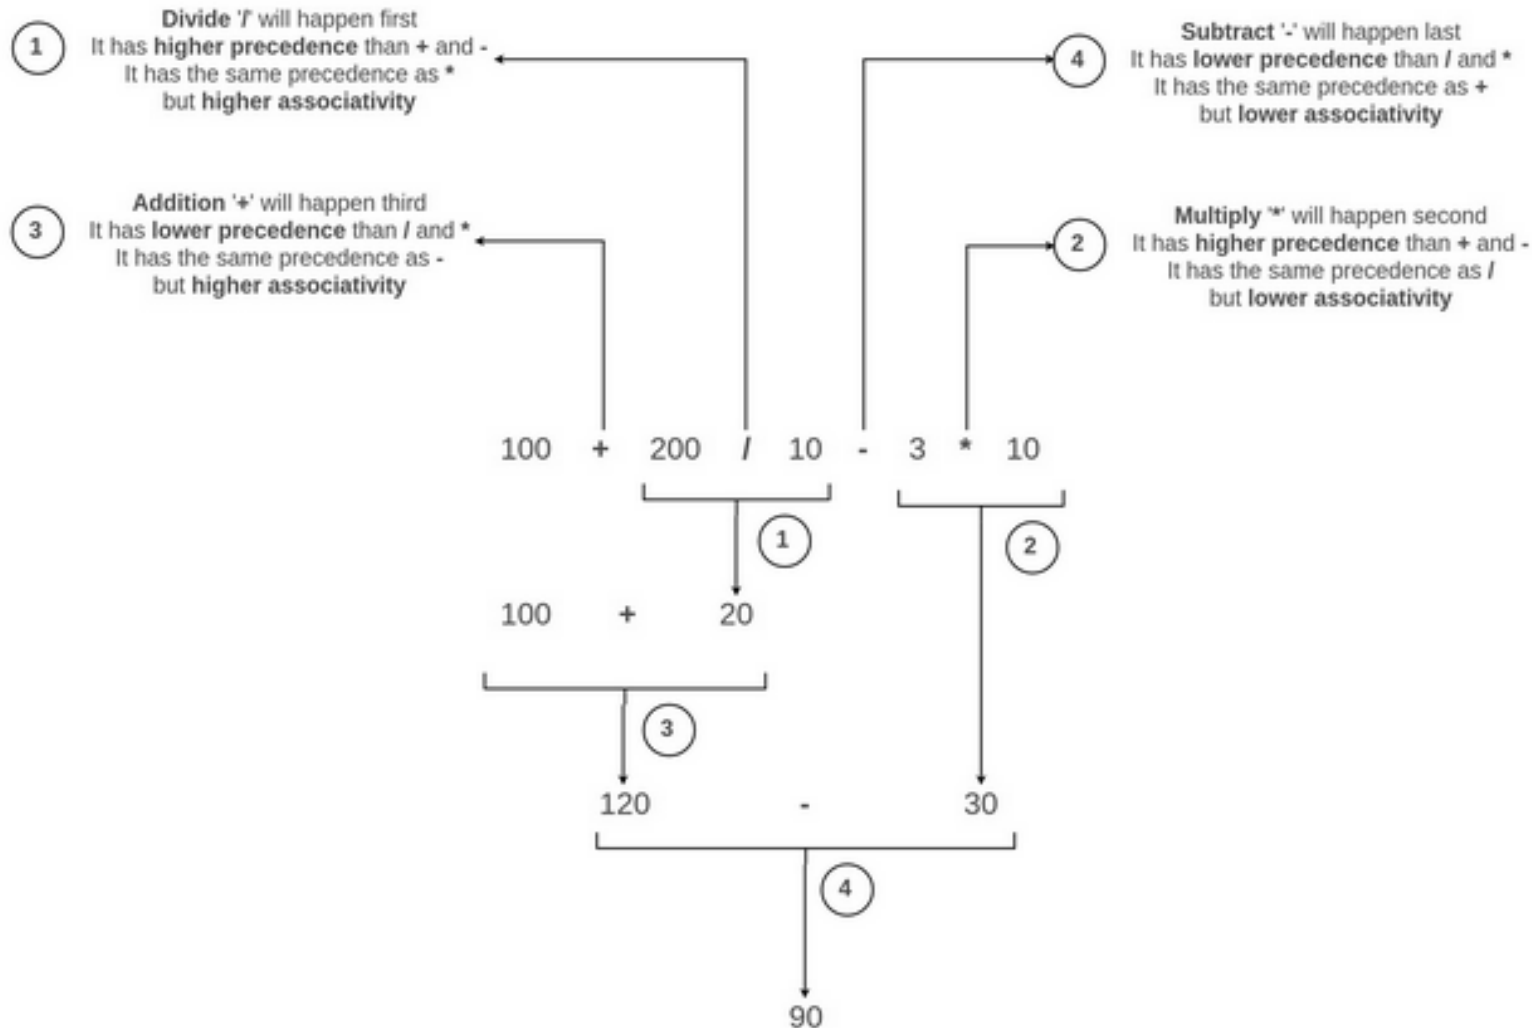 1
Divide '/' will happen first
It has higher precedence than + and -
It has the same precedence as *
but higher associativity
4
Subtract '-' will happen last
It has lower precedence than / and *
It has the same precedence as +
but lower associativity
3
Addition '+' will happen third
It has lower precedence than / and *
It has the same precedence as -
but higher associativity
2
Multiply '*' will happen second
It has higher precedence than + and -
It has the same precedence as /
but lower associativity
100 + 200 / 10 - 3 * 10
1
2
100 + 20
3
120 - 30
4
90